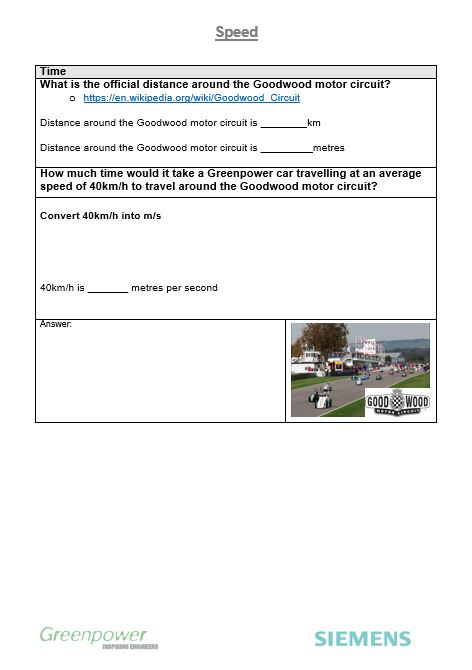 Speed
Time
What is the official distance around the Goodwood motor circuit?
o https://en.wikipedia.org/wiki/Goodwood_Circuit
Distance around the Goodwood motor circuit is ________km
Distance around the Goodwood motor circuit is _________metres
How much time would it take a Greenpower car travelling at an average
speed of 40km/h to travel around the Goodwood motor circuit?
Convert 40km/h into m/s
40km/h is _______ metres per second
Answer:
GOODWOOD
MOTOR CIRCUIT
Greenpower
INSPIRING ENGINEERS
SIEMENS